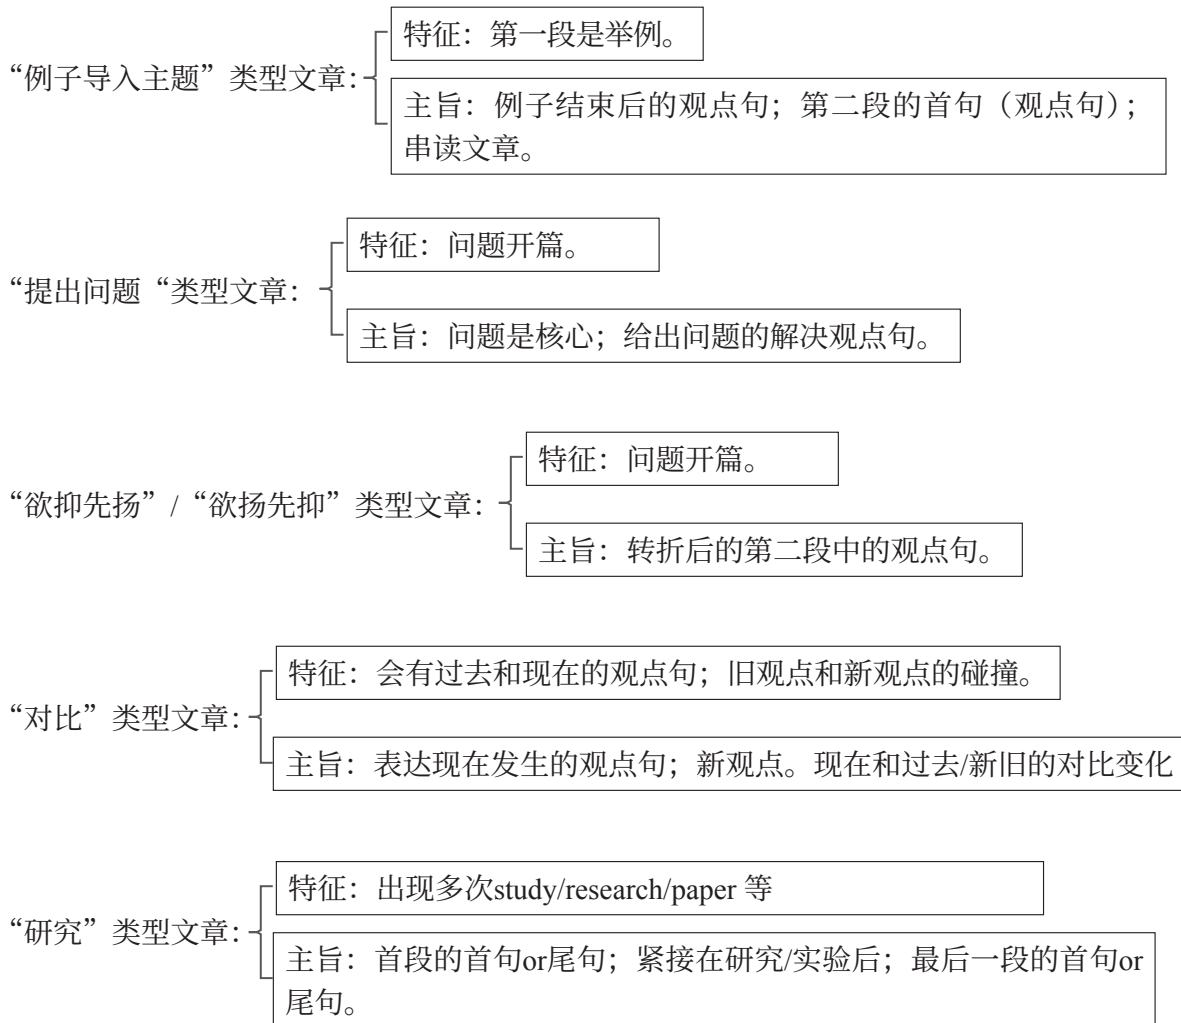 特征：第一段是举例。
“例子导入主题”类型文章：
主旨：例子结束后的观点句；第二段的首句（观点句）；
串读文章。
特征：问题开篇。
“提出问题“类型文章：
主旨：问题是核心；给出问题的解决观点句。
特征：问题开篇。
“欲抑先扬”/“欲扬先抑”类型文章：
主旨：转折后的第二段中的观点句。
特征：会有过去和现在的观点句；旧观点和新观点的碰撞。
“对比”类型文章：
主旨：表达现在发生的观点句；新观点。现在和过去/新旧的对比变化
特征：出现多次study/research/paper 等
“研究”类型文章：
主旨：首段的首句or尾句；紧接在研究/实验后；最后一段的首句or
尾句。